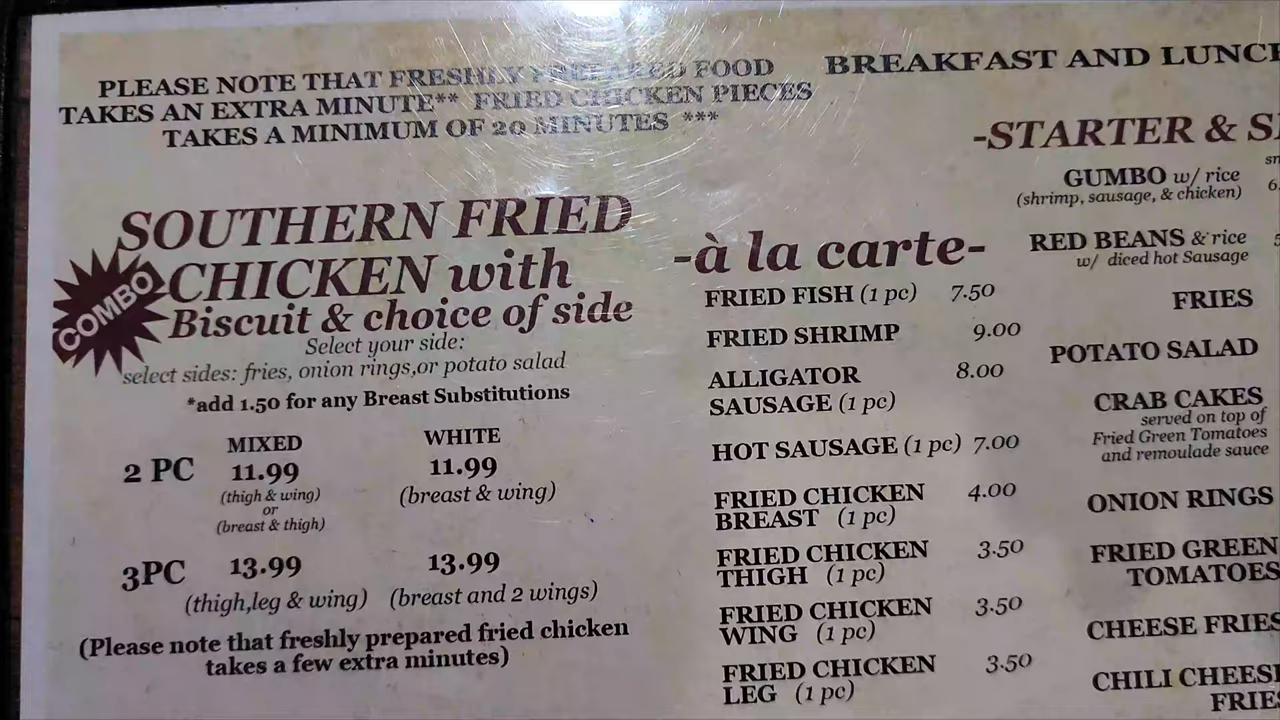 PLEASE NOTE THAT FRESHLY PREPARED FOOD
TAKES AN EXTRA MINUTE** FRIED CHICKEN PIECES
TAKES A MINIMUM OF 20 MINUTES ***
SOUTHERN FRIED
CHICKEN with
COMBO
Biscuit & choice of side
Select your side:
select sides: fries, onion rings,or potato salad
*add 1.50 for any Breast Substitutions
MIXED WHITE
2 PC 11.99 11.99
(thigh & wing) (breast & wing)
or
(breast & thigh)
3PC 13.99 13.99
(thigh,leg & wing) (breast and 2 wings)
(Please note that freshly prepared fried chicken
takes a few extra minutes)
-à la carte-
FRIED FISH (1 pc) 7.50
FRIED SHRIMP 9.00
ALLIGATOR 8.00
SAUSAGE (1 pc)
HOT SAUSAGE (1 pc) 7.00
FRIED CHICKEN 4.00
BREAST (1 pc)
FRIED CHICKEN 3.50
THIGH (1 pc)
FRIED CHICKEN 3.50
WING (1 pc)
FRIED CHICKEN 3.50
LEG (1 pc)
BREAKFAST AND LUNCH
-STARTER &
GUMBO w/ rice
(shrimp, sausage, & chicken)
RED BEANS & rice
w/ diced hot Sausage
FRIES
POTATO SALAD
CRAB CAKES
served on top of
Fried Green Tomatoes
and remoulade sauce
ONION RINGS
FRIED GREEN
TOMATOES
CHEESE FRIES
CHILI CHEESE
FRIES